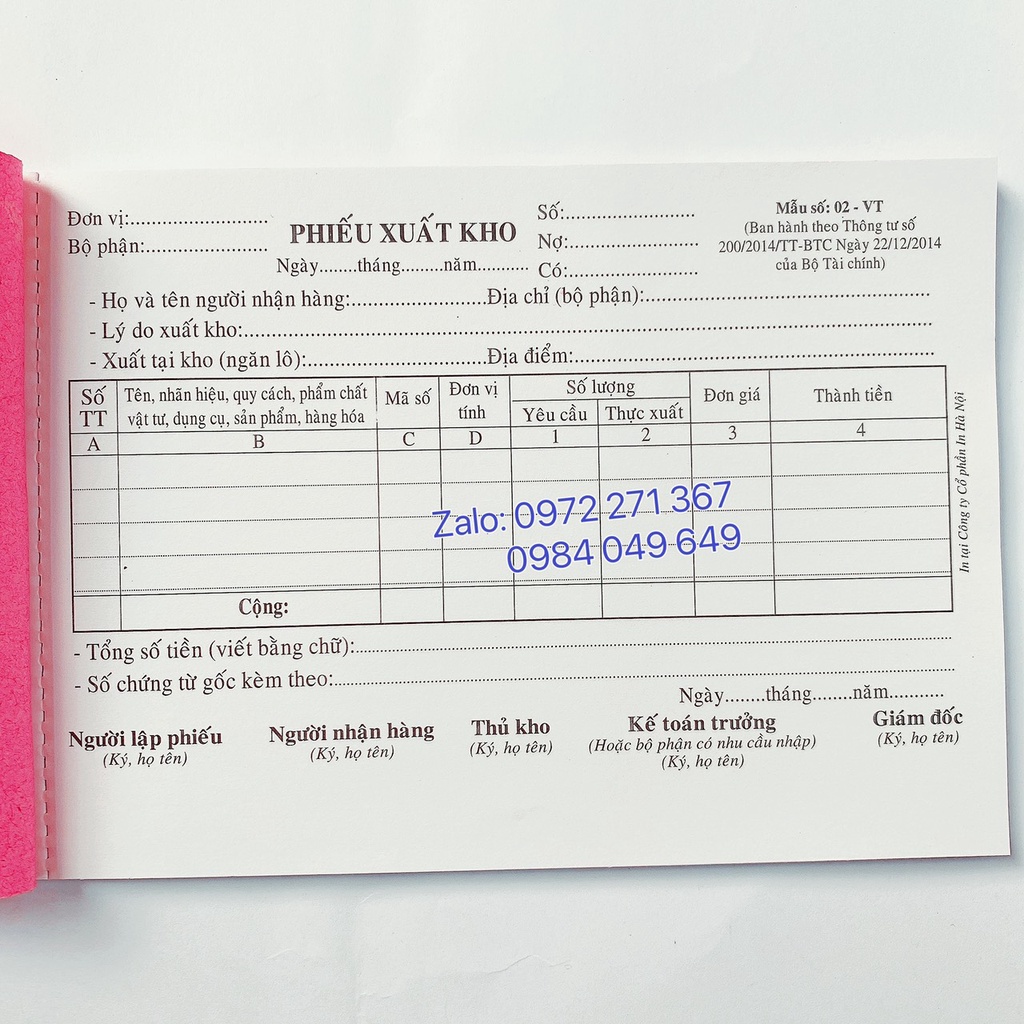 Đơn vị:..........................
Bộ phận:.......................
PHIẾU XUẤT KHO
Ngày........tháng.........năm...........
Số:.........................
Nợ:.........................
Có:.........................
Mẫu số: 02 - VT
(Ban hành theo Thông tư số
200/2014/TT-BTC Ngày 22/12/2014
của Bộ Tài chính)
- Họ và tên người nhận hàng:..........................Địa chỉ (bộ phận):......................................................
- Lý do xuất kho:....................................................................................................................................
- Xuất tại kho (ngăn lô):..................................Địa điểm:....................................................................
Số TT Tên, nhãn hiệu, quy cách, phẩm chất vật tư, dụng cụ, sản phẩm, hàng hóa Mã số Đơn vị tính Số lượng Đơn giá Thành tiền
Yêu cầu Thực xuất
A B C D 1 2 3 4
Zalo: 0972 271 367
0984 049 649
Cộng:
In tại Công ty Cổ phần In Hà Nội
- Tổng số tiền (viết bằng chữ):................................................................................................................
- Số chứng từ gốc kèm theo:....................................................................................................................
Ngày........tháng........năm...........
Người lập phiếu Người nhận hàng Thủ kho Kế toán trưởng Giám đốc
(Ký, họ tên) (Ký, họ tên) (Ký, họ tên) (Hoặc bộ phận có nhu cầu nhập) (Ký, họ tên)
(Ký, họ tên)